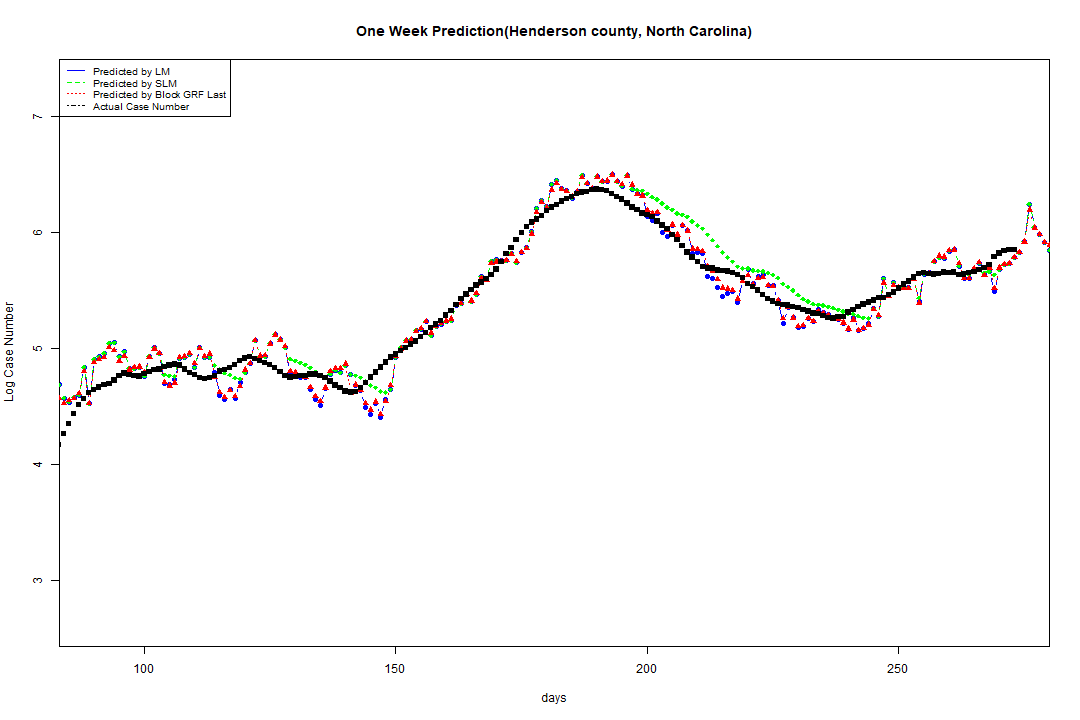 One Week Prediction(Henderson county, North Carolina)
Predicted by LM
Predicted by SLM
Predicted by Block GRF Last
Actual Case Number
7
6
5
4
3
Log Case Number
100 150 200 250
days